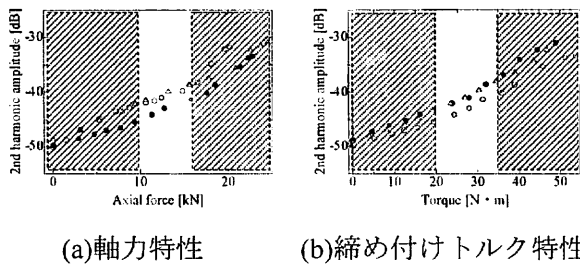 2nd harmonic amplitude [dB]
-30
-40
-50
0 10 20
Axial force [kN]
(a)軸力特性
2nd harmonic amplitude [dB]
-30
-40
-50
0 10 20 30 40 50
Torque [N・m]
(b)締め付けトルク特性